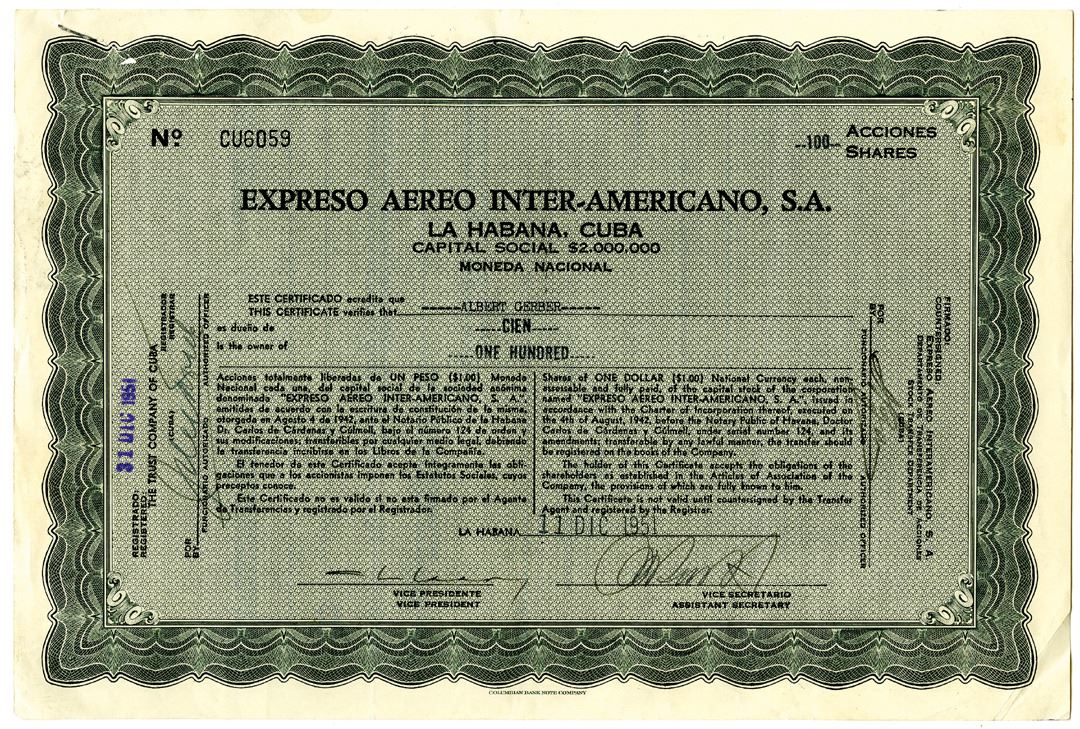 Nº CU6059
--100-- ACCIONES
SHARES
EXPRESO AEREO INTER-AMERICANO, S.A.
LA HABANA, CUBA
CAPITAL SOCIAL $2.000.000
MONEDA NACIONAL
ESTE CERTIFICADO acredita que
THIS CERTIFICATE verifies that ALBERT GERBER
es dueño de CIEN
is the owner of ONE HUNDRED
Acciones totalmente liberadas de UN PESO ($1.00) Moneda
Nacional cada una, del capital social de la sociedad anónima
denominada "EXPRESO AEREO INTER-AMERICANO, S. A.",
emitidas de acuerdo con la escritura de constitución de la misma,
otorgada en Agosto 4 de 1942, ante el Notario Público de la Habana
Dr. Carlos de Cárdenas y Cúlmell, bajo el número 124 de orden y
sus modificaciones; transferibles por cualquier medio legal, debiendo
la transferencia incribirse en los Libros de la Compañía.
El tenedor de este Certificado acepta íntegramente las obli-
gaciones que a los accionistas imponen los Estatutos Sociales, cuyos
preceptos conoce.
Este Certificado no es valido si no esta firmado por el Agente
de Transferencias y registrado por el Registrador.
Shares of ONE DOLLAR ($1.00) National Currency each, non-
assessable and fully paid, of the capital stock of the corporation
named "EXPRESO AEREO INTER-AMERICANO, S. A.", issued in
accordance with the Charter of Incorporation thereof, executed on
the 4th of August, 1942, before the Notary Public of Havana, Doctor
Carlos de Cárdenas y Cúlmell, under serial number 124, and its
amendments; transferable by any lawful manner, the transfer should
be registered on the books of the Company.
The holder of this Certificate accepts the obligations of the
shareholders as established in the Articles of Association of the
Company, the provisions of which are fully known to him.
This Certificate is not valid until countersigned by the Transfer
Agent and registered by the Registrar.
LA HABANA 11 DIC 1951
VICE PRESIDENTE
VICE PRESIDENT
VICE SECRETARIO
ASSISTANT SECRETARY
31 DIC 1951
REGISTRADO:
REGISTERED:
THE TRUST COMPANY OF CUBA
REGISTRADOR
REGISTRAR
(CUBA)
POR
BY
FUNCIONARIO AUTORIZADO
AUTHORIZED OFFICER
FIRMADO:
COUNTERSIGNED:
EXPRESO AEREO INTERAMERICANO, S. A.
DEPARTAMENTO DE TRANSFERENCIA DE ACCIONES
STOCK TRANSFER DEPARTMENT
(CUBA)
POR
BY
FUNCIONARIO AUTORIZADO
AUTHORIZED OFFICER
COLUMBIAN BANK NOTE COMPANY